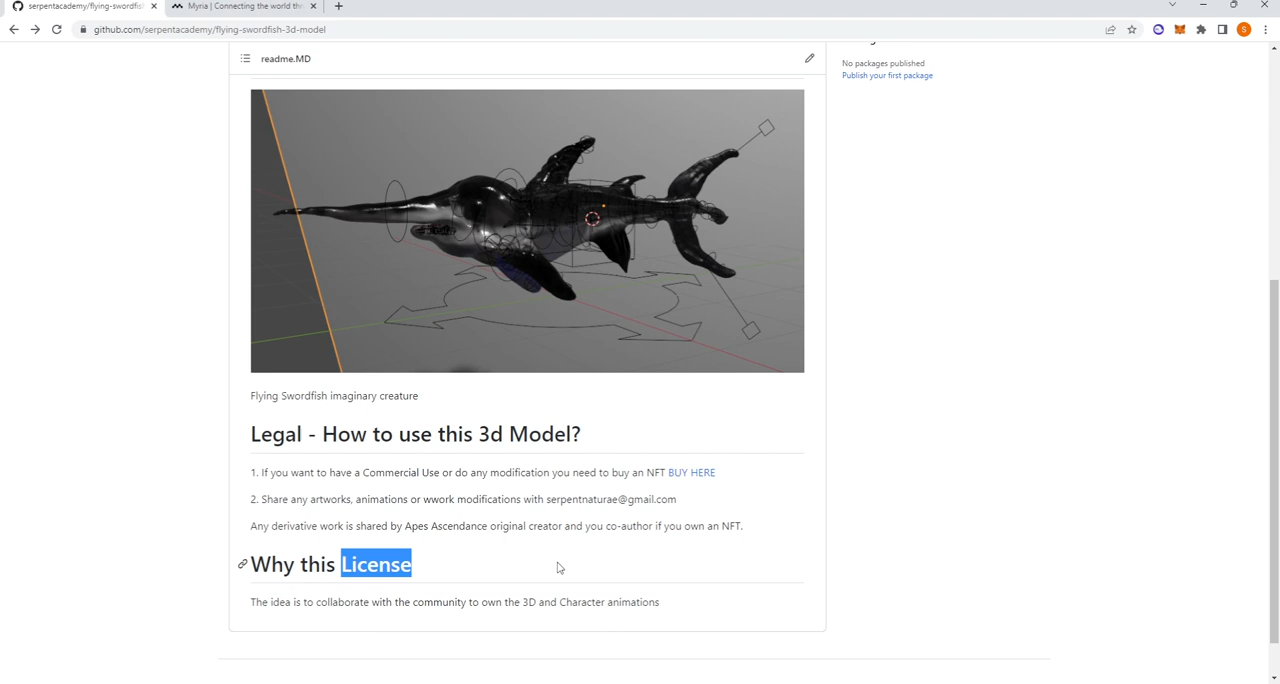 serpentacademy/flying-swordfish
Myria | Connecting the world thr
github.com/serpentacademy/flying-swordfish-3d-model
S
readme.MD
No packages published
Publish your first package
Flying Swordfish imaginary creature
Legal - How to use this 3d Model?
1. If you want to have a Commercial Use or do any modification you need to buy an NFT BUY HERE
2. Share any artworks, animations or wwork modifications with serpentnaturae@gmail.com
Any derivative work is shared by Apes Ascendance original creator and you co-author if you own an NFT.
Why this License
The idea is to collaborate with the community to own the 3D and Character animations